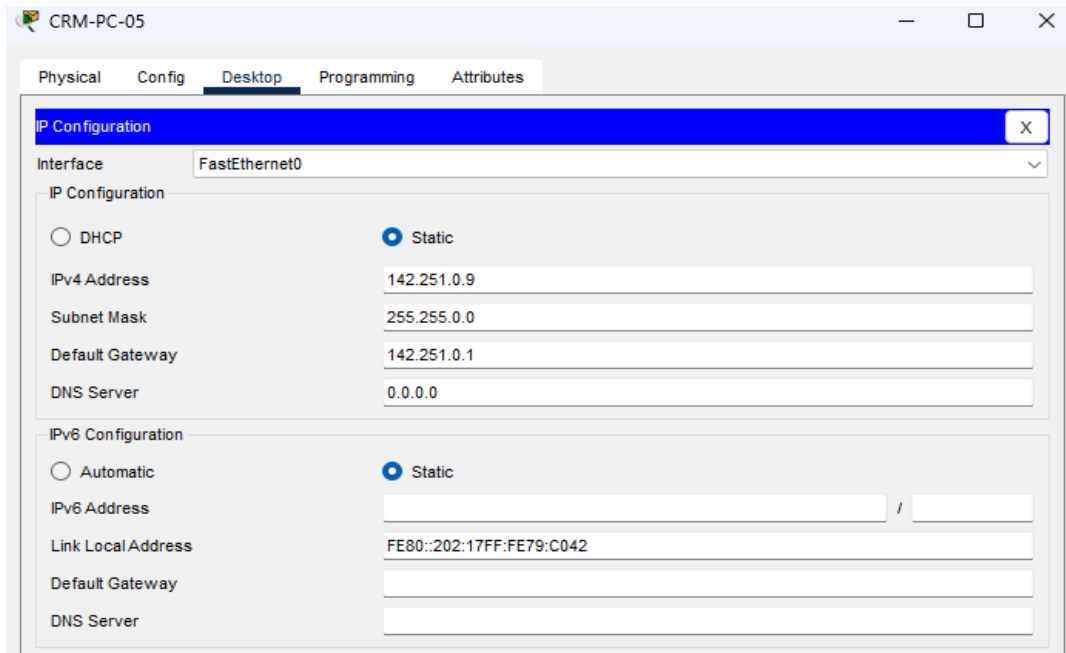 CRM-PC-05
Physical Config Desktop Programming Attributes
IP Configuration X
Interface FastEthernet0
IP Configuration
DHCP Static
IPv4 Address 142.251.0.9
Subnet Mask 255.255.0.0
Default Gateway 142.251.0.1
DNS Server 0.0.0.0
IPv6 Configuration
Automatic Static
IPv6 Address /
Link Local Address FE80::202:17FF:FE79:C042
Default Gateway
DNS Server